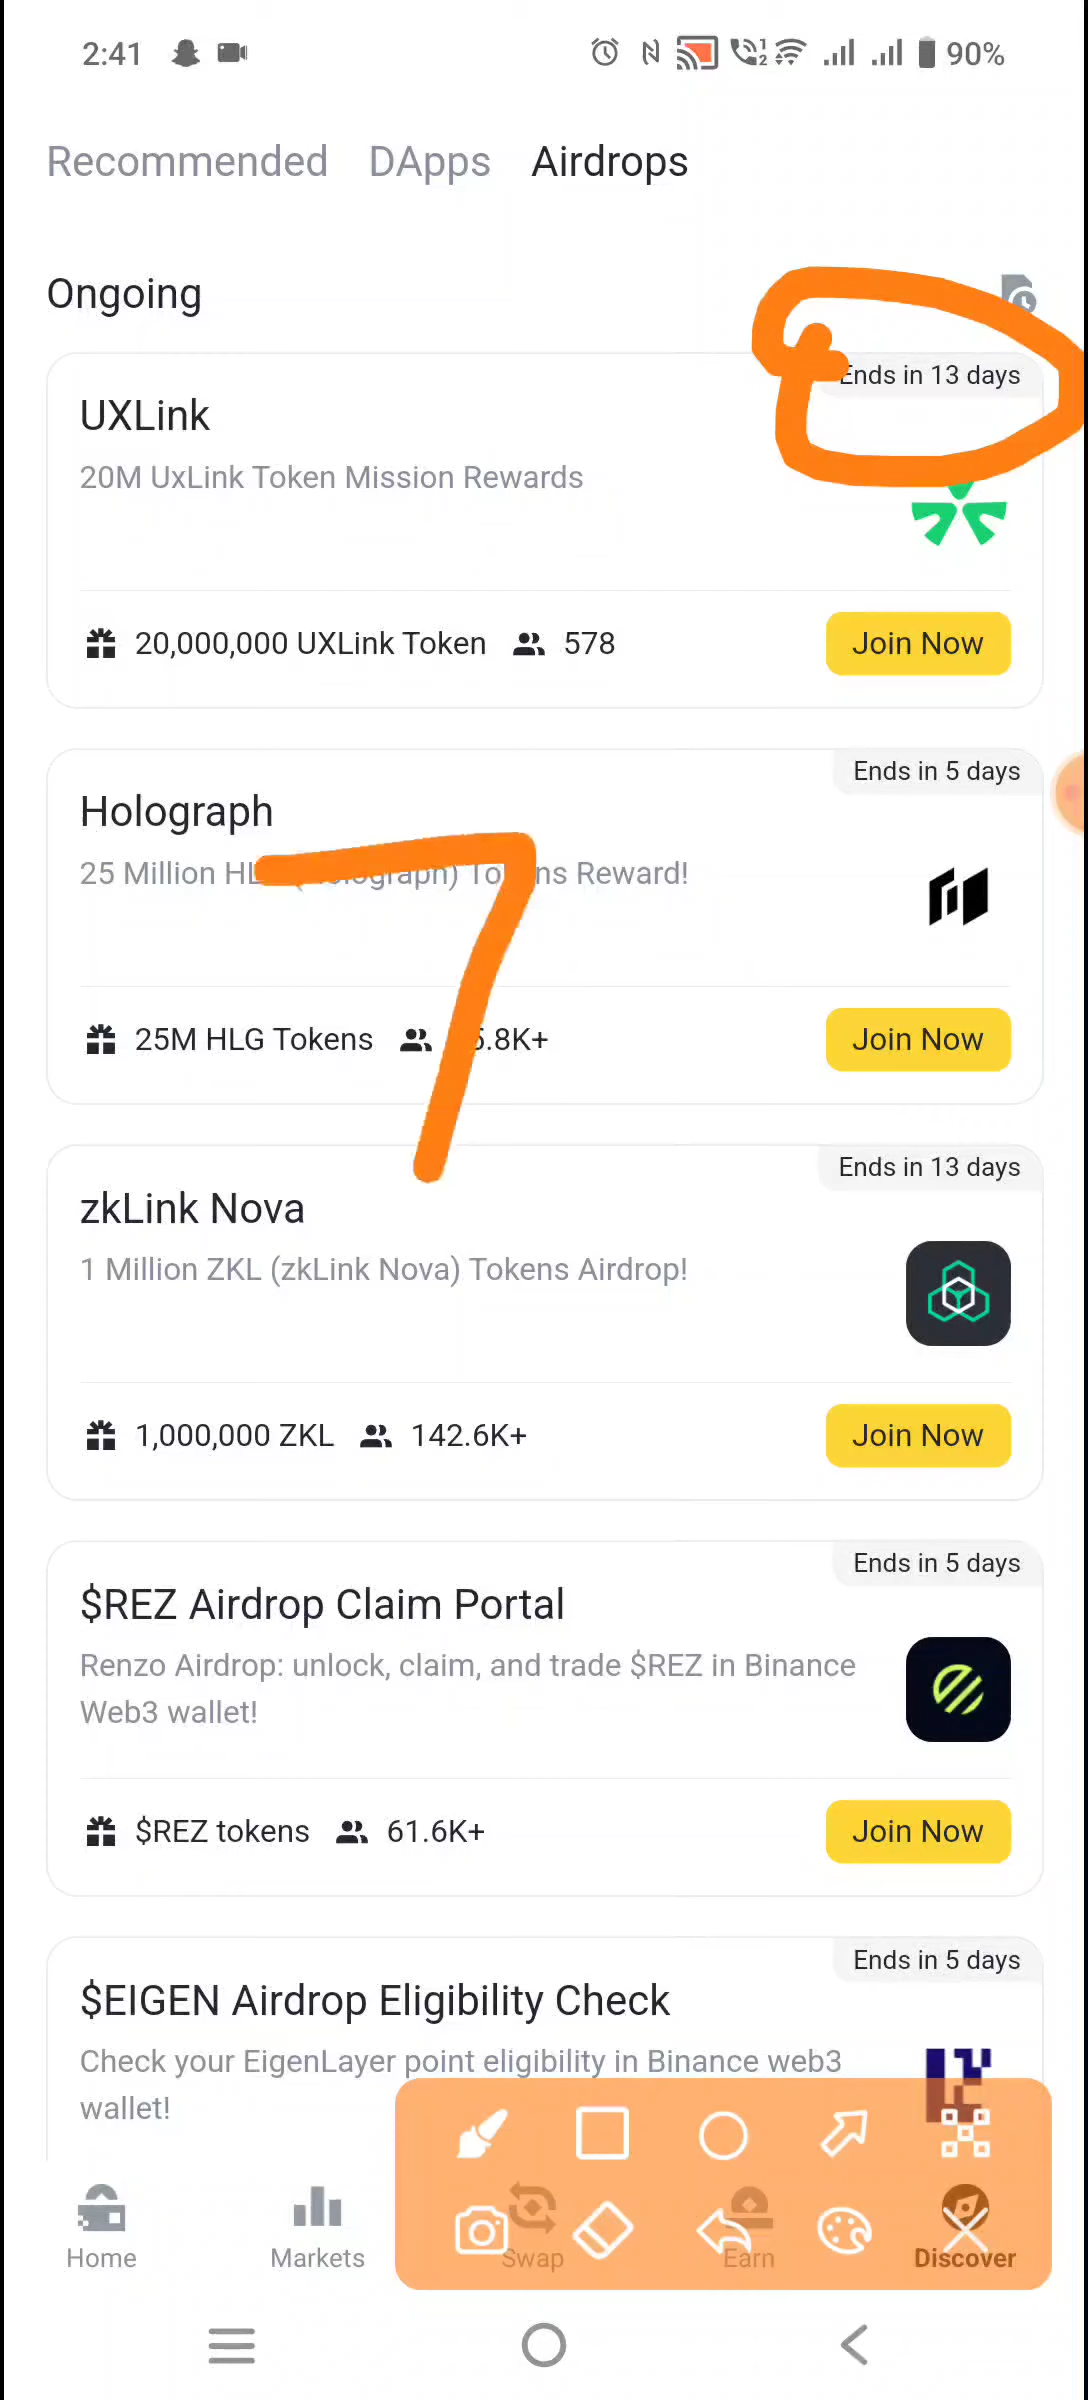 2:41 90%
Recommended DApps Airdrops
Ongoing
Ends in 13 days
UXLink
20M UxLink Token Mission Rewards
20,000,000 UXLink Token 578 Join Now
Ends in 5 days
Holograph
7
25 Million Reward!
25M HLG Tokens Join Now
Ends in 13 days
zkLink Nova
1 Million ZKL (zkLink Nova) Tokens Airdrop!
1,000,000 ZKL 142.6K+ Join Now
Ends in 5 days
$REZ Airdrop Claim Portal
Renzo Airdrop: unlock, claim, and trade $REZ in Binance
Web3 wallet!
$REZ tokens 61.6K+ Join Now
Ends in 5 days
$EIGEN Airdrop Eligibility Check
Check your EigenLayer point eligibility in Binance web3
wallet!
Home Markets Swap Earn Discover